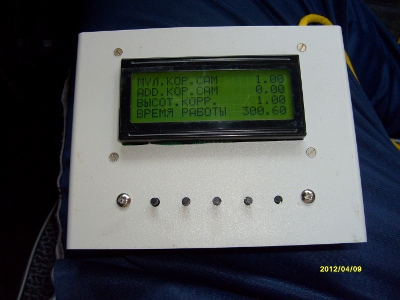 МУЛ.КОР.САМ 1.00
ADD.КОР.САМ 0.00
ВЫСОТ.КОРР. 1.00
ВРЕМЯ РАБОТЫ 300.60
2012/04/09